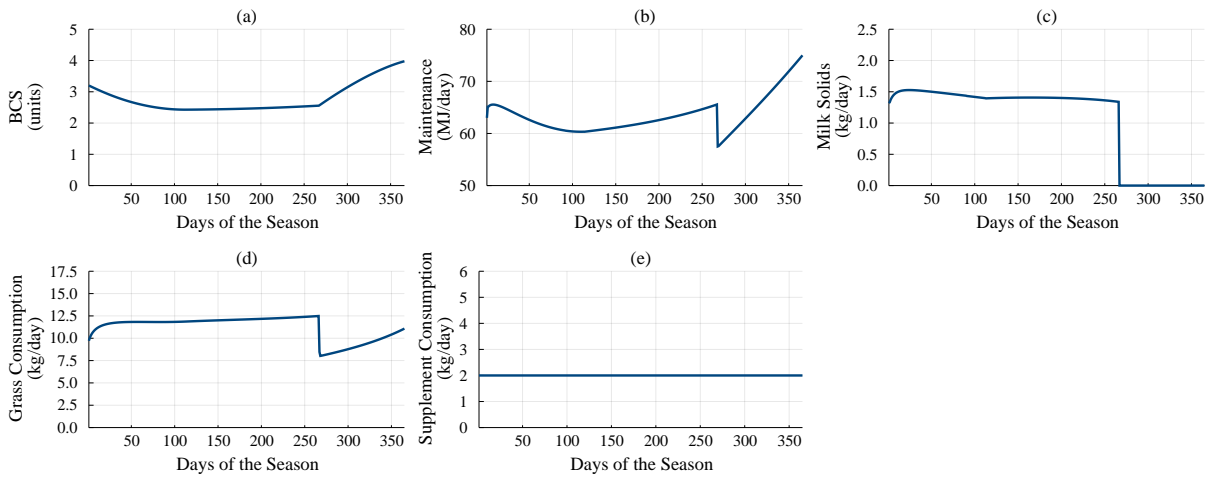 (a)
5
4
3
2
1
0
BCS
(units)
50 100 150 200 250 300 350
Days of the Season
(b)
80
70
60
50
Maintenance
(MJ/day)
50 100 150 200 250 300 350
Days of the Season
(c)
2.5
2.0
1.5
1.0
0.5
0.0
Milk Solids
(kg/day)
50 100 150 200 250 300 350
Days of the Season
(d)
17.5
15.0
12.5
10.0
7.5
5.0
2.5
0.0
Grass Consumption
(kg/day)
50 100 150 200 250 300 350
Days of the Season
(e)
6
5
4
3
2
1
0
Supplement Consumption
(kg/day)
50 100 150 200 250 300 350
Days of the Season